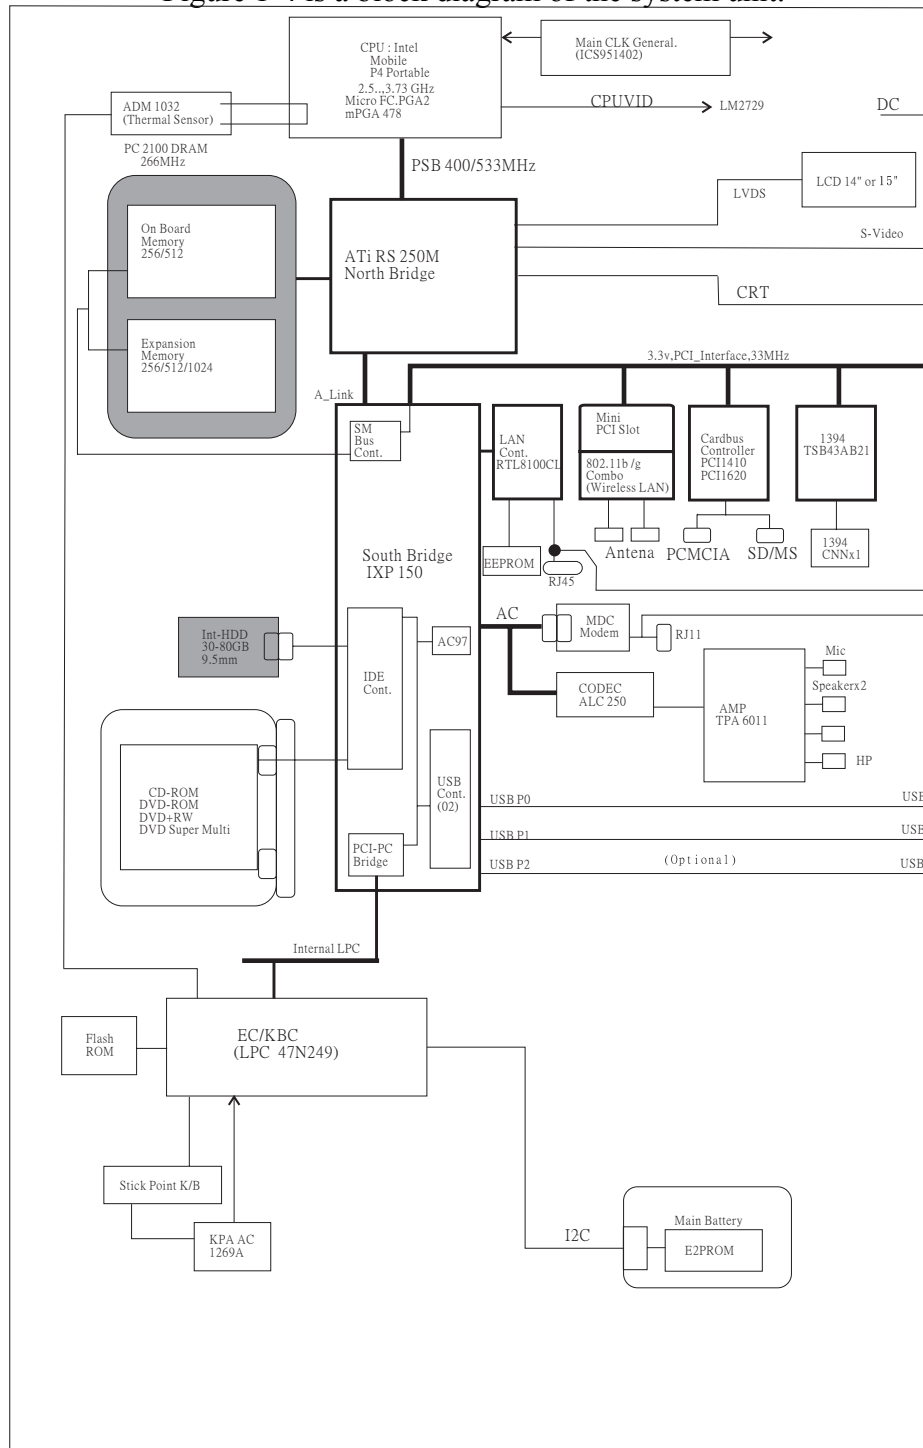 Figure 1-4 is a block diagram of the system unit.
CPU : Intel
Mobile
P4 Portable
2.5..,3.73 GHz
Micro FC.PGA2
mPGA 478
Main CLK General.
(ICS951402)
ADM 1032
(Thermal Sensor)
CPUVID
LM2729
DC
PC 2100 DRAM
266MHz
PSB 400/533MHz
LCD 14" or 15"
LVDS
On Board
Memory
256/512
ATi RS 250M
North Bridge
S-Video
CRT
Expansion
Memory
256/512/1024
3.3v,PCI_Interface,33MHz
A_Link
SM
Bus
Cont.
LAN
Cont.
RTL8100CL
Mini
PCI Slot
802.11b /g
Combo
(Wireless LAN)
Cardbus
Controller
PCI1410
PCI1620
1394
TSB43AB21
South Bridge
IXP 150
EEPROM
RJ45
Antena
PCMCIA
SD/MS
1394
CNNx1
AC
MDC
Modem
RJ11
Int-HDD
30-80GB
9.5mm
AC97
IDE
Cont.
CODEC
ALC 250
AMP
TPA 6011
Mic
Speakerx2
HP
CD-ROM
DVD-ROM
DVD+RW
DVD Super Multi
USB
Cont.
(02)
USB P0
USB
USB P1
USB
PCI-PC
Bridge
USB P2
(Optional)
USB
Internal LPC
Flash
ROM
EC/KBC
(LPC 47N249)
Stick Point K/B
KPA AC
1269A
I2C
Main Battery
E2PROM